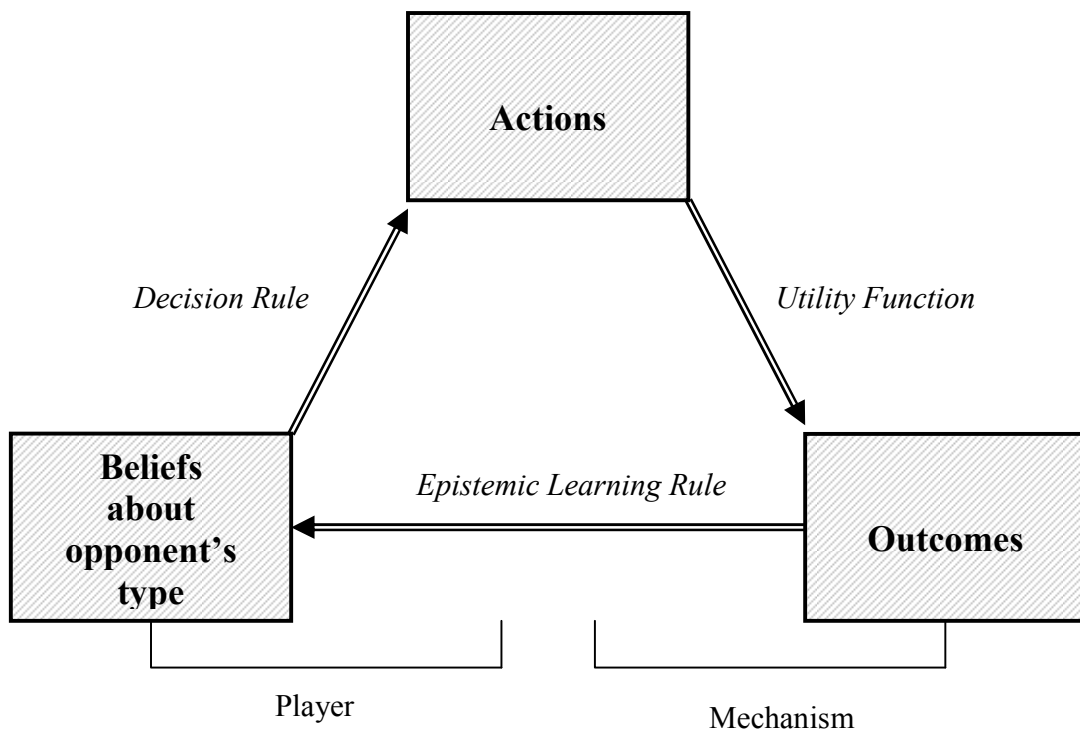 Actions
Decision Rule
Utility Function
Beliefs
about
opponent’s
type
Epistemic Learning Rule
Outcomes
Player
Mechanism